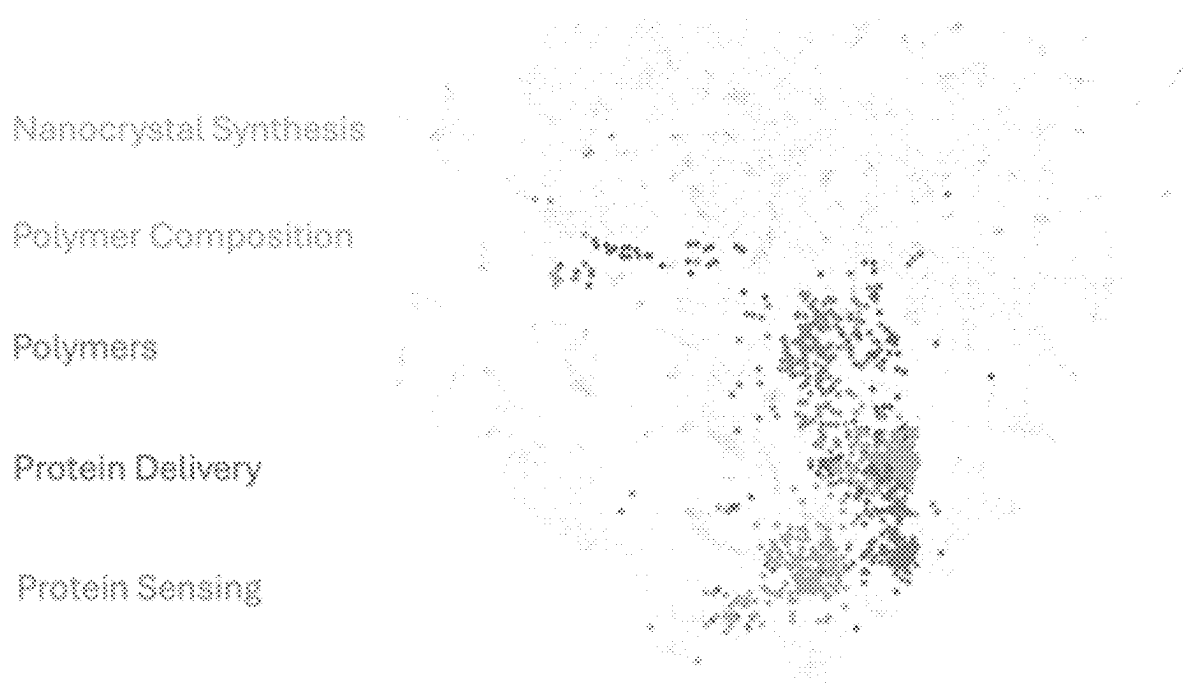 Nanocrystal Synthesis
Polymer Composition
Polymers
Protein Delivery
Protein Sensing